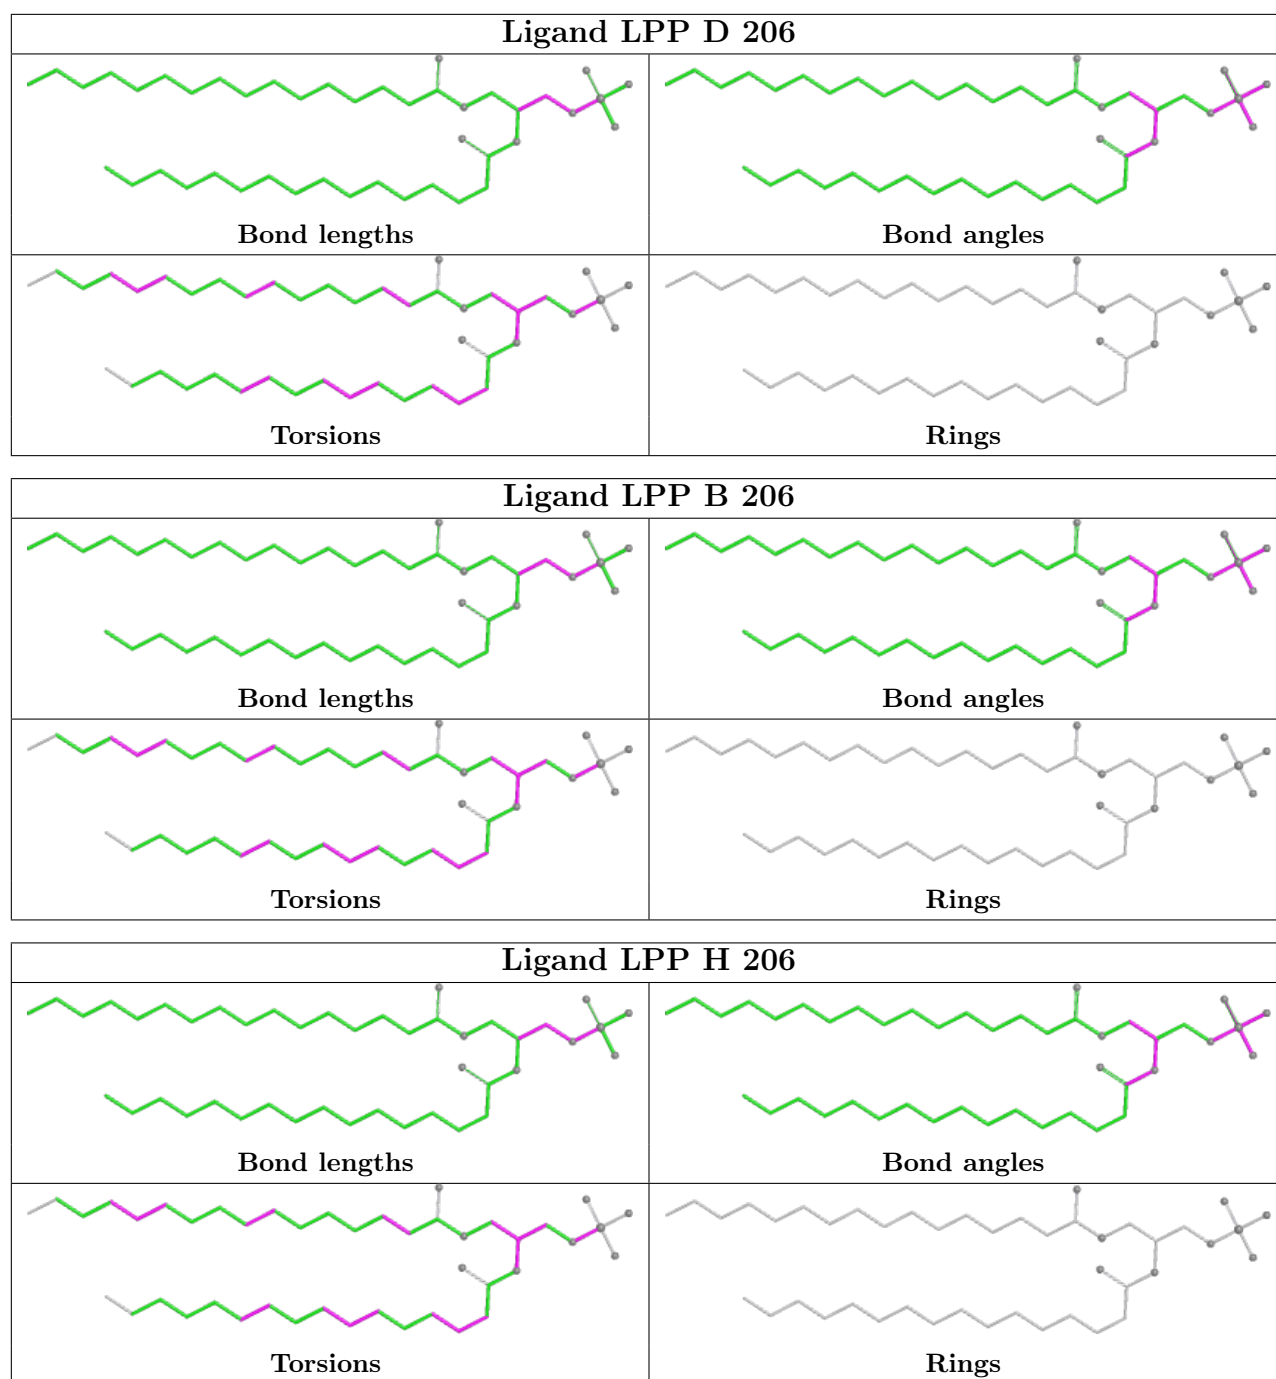 Ligand LPP D 206
Bond lengths
Bond angles
Torsions
Rings
Ligand LPP B 206
Bond lengths
Bond angles
Torsions
Rings
Ligand LPP H 206
Bond lengths
Bond angles
Torsions
Rings